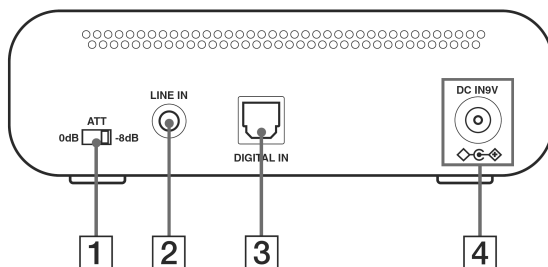 DC IN9V
LINE IN
ATT
0dB -8dB
DIGITAL IN
1 2 3 4